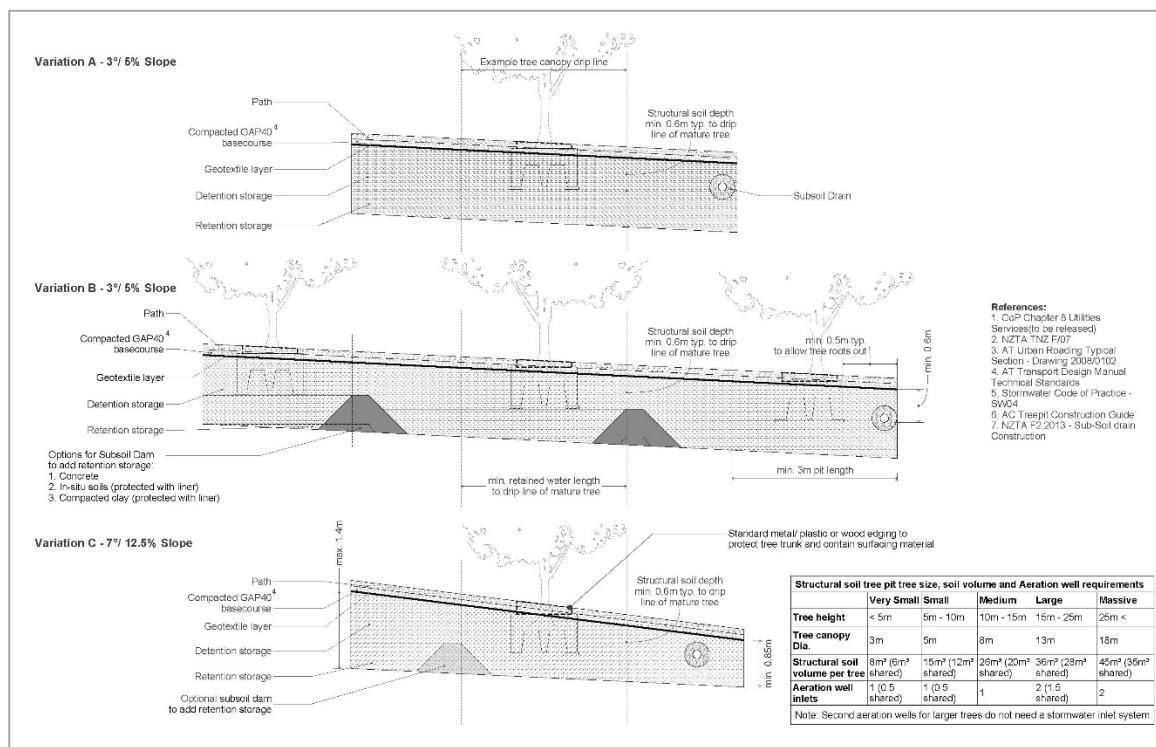 Variation A - 3°/ 5% Slope
Example tree canopy drip line
Path
Compacted GAP40 4
basecourse
Geotextile layer
Detention storage
Retention storage
Structural soil depth
min. 0.6m typ. to drip
line of mature tree
Subsoil Drain
Variation B - 3°/ 5% Slope
Path
Compacted GAP40 4
basecourse
Geotextile layer
Detention storage
Retention storage
Options for Subsoil Dam
to add retention storage:
1. Concrete
2. In-situ soils (protected with liner)
3. Compacted clay (protected with liner)
Structural soil depth
min. 0.6m typ. to drip
line of mature tree
min. 0.5m typ.
to allow tree roots out
min. 0.6m
min. 3m pit length
min. retained water length
to drip line of mature tree
References:
1. CoP Chapter 8 Utilities
Services(to be released)
2. NZTA TNZ F/07
3. AT Urban Roading Typical
Section - Drawing 2008/0102
4. AT Transport Design Manual
Technical Standards
5. Stormwater Code of Practice -
SW04
6. AC Treepit Construction Guide
7. NZTA F2:2013 - Sub-Soil drain
Construction
Variation C - 7°/ 12.5% Slope
max. 1.4m
Path
Compacted GAP40 4
basecourse
Geotextile layer
Detention storage
Retention storage
Optional subsoil dam
to add retention storage
Standard metal/ plastic or wood edging to
protect tree trunk and contain surfacing material
Structural soil depth
min. 0.6m typ. to drip
line of mature tree
min. 0.85m
Structural soil tree pit tree size, soil volume and Aeration well requirements
Very Small Small Medium Large Massive
Tree height < 5m 5m - 10m 10m - 15m 15m - 25m 25m <
Tree canopy Dia. 3m 5m 8m 13m 18m
Structural soil volume per tree 8m³ (6m³ shared) 15m³ (12m³ shared) 26m³ (20m³ shared) 36m³ (28m³ shared) 45m³ (35m³ shared)
Aeration well inlets 1 (0.5 shared) 1 (0.5 shared) 1 2 (1.5 shared) 2
Note: Second aeration wells for larger trees do not need a stormwater inlet system.